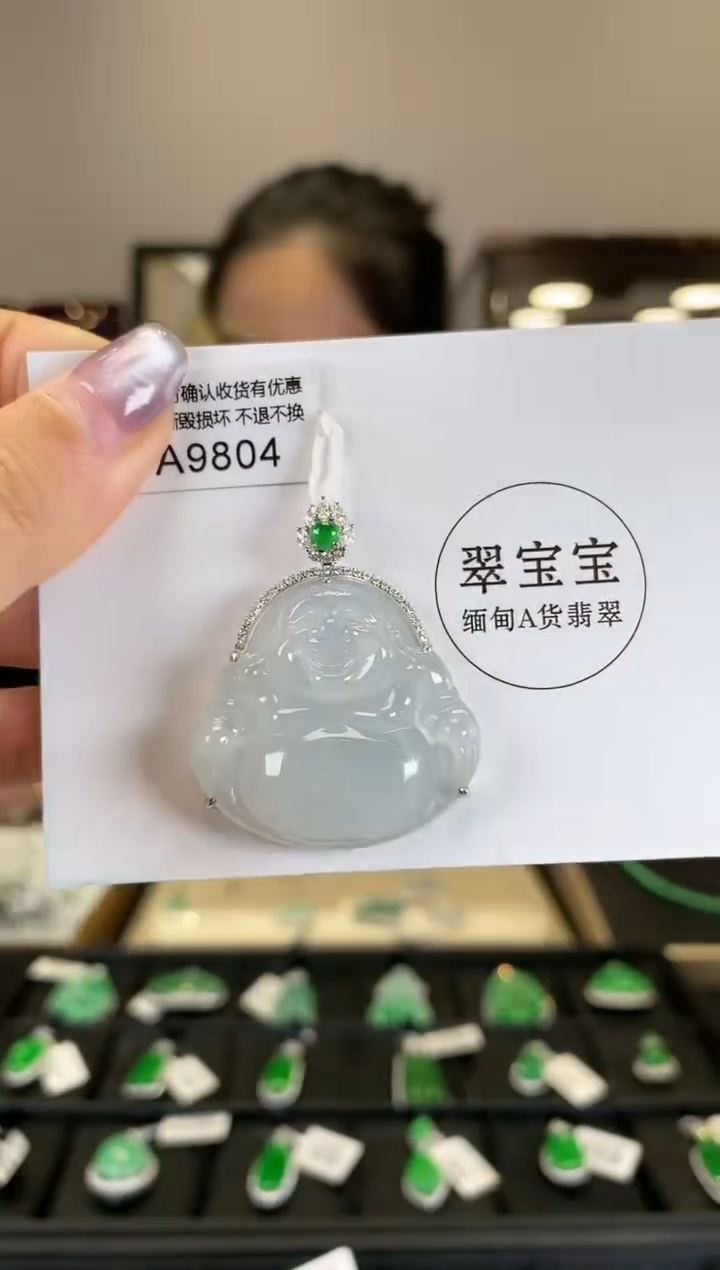 确认收货有优惠
毁损坏 不退不换
A9804
翠宝宝
缅甸A货翡翠